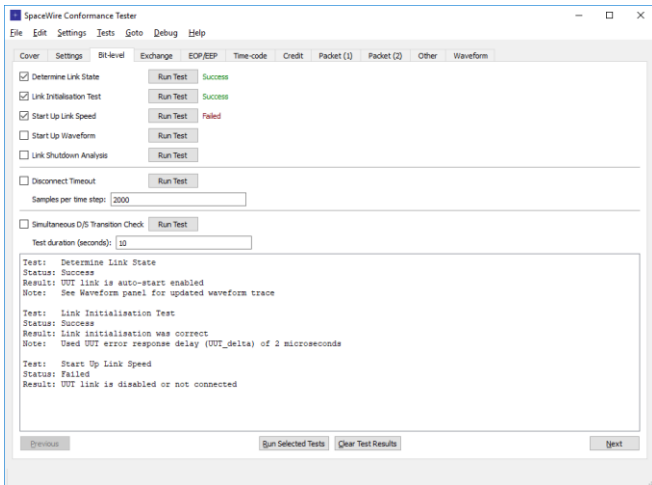 SpaceWire Conformance Tester
File Edit Settings Tests Goto Debug Help
Cover Settings Bit-level Exchange EOP/EEP Time-code Credit Packet (1) Packet (2) Other Waveform
Determine Link State Run Test Success
Link Initialisation Test Run Test Success
Start Up Link Speed Run Test Failed
Start Up Waveform Run Test
Link Shutdown Analysis Run Test
Disconnect Timeout Run Test
Samples per time step: 2000
Simultaneous D/S Transition Check Run Test
Test duration (seconds): 10
Test: Determine Link State
Status: Success
Result: UUT link is auto-start enabled
Note: See Waveform panel for updated waveform trace
Test: Link Initialisation Test
Status: Success
Result: Link initialisation was correct
Note: Used UUT error response delay (UUT_delta) of 2 microseconds
Test: Start Up Link Speed
Status: Failed
Result: UUT link is disabled or not connected
Previous Run Selected Tests Clear Test Results Next